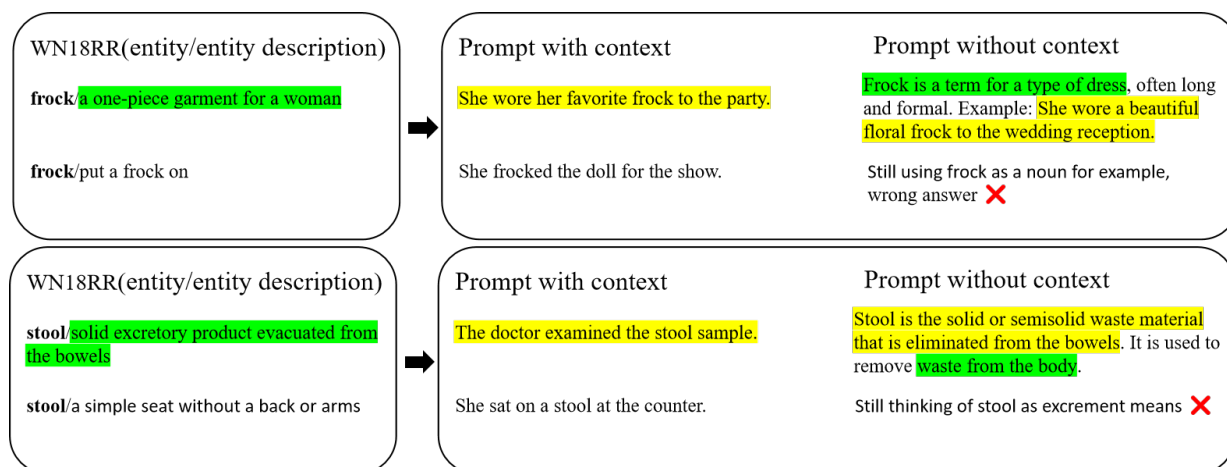 WN18RR(entity/entity description)
frock/a one-piece garment for a woman
frock/put a frock on
Prompt with context
She wore her favorite frock to the party.
She frocked the doll for the show.
Prompt without context
Frock is a term for a type of dress, often long
and formal. Example: She wore a beautiful
floral frock to the wedding reception.
Still using frock as a noun for example,
wrong answer ❌
WN18RR(entity/entity description)
stool/solid excretory product evacuated from
the bowels
stool/a simple seat without a back or arms
Prompt with context
The doctor examined the stool sample.
She sat on a stool at the counter.
Prompt without context
Stool is the solid or semisolid waste material
that is eliminated from the bowels. It is used to
remove waste from the body.
Still thinking of stool as excrement means ❌